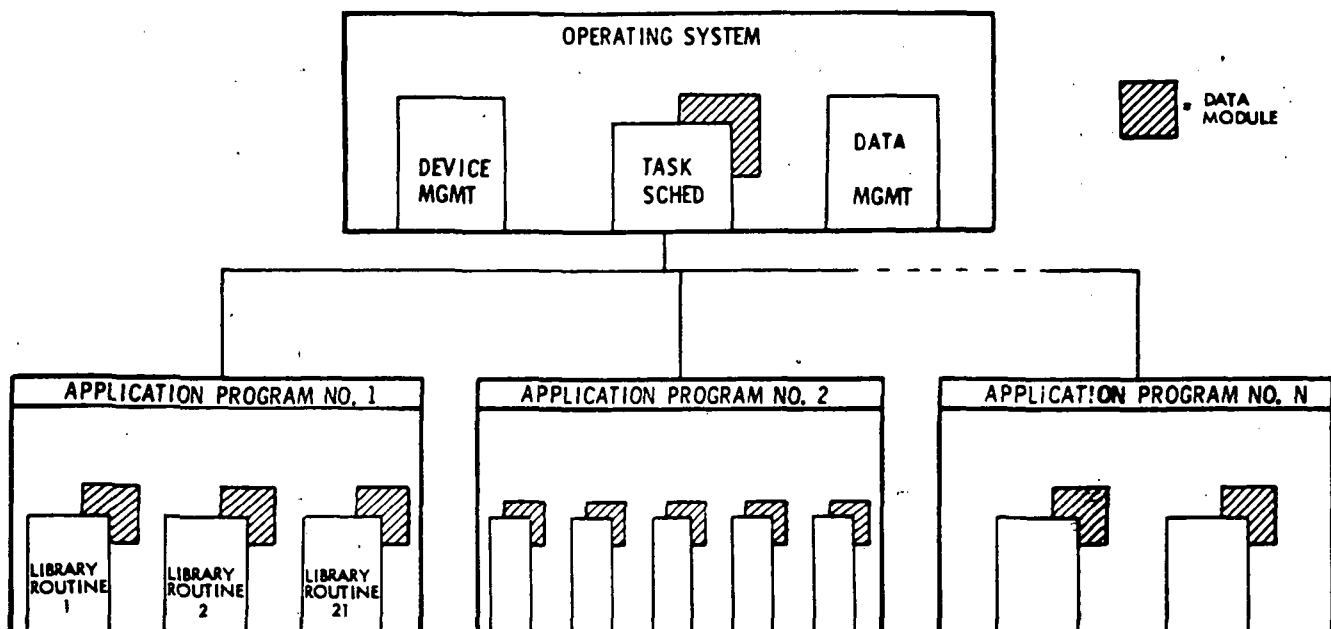 OPERATING SYSTEM
DEVICE
MGMT
TASK
SCHED
DATA
MGMT
= DATA
MODULE
APPLICATION PROGRAM NO. 1
APPLICATION PROGRAM NO. 2
APPLICATION PROGRAM NO. N
LIBRARY
ROUTINE
1
LIBRARY
ROUTINE
2
LIBRARY
ROUTINE
21